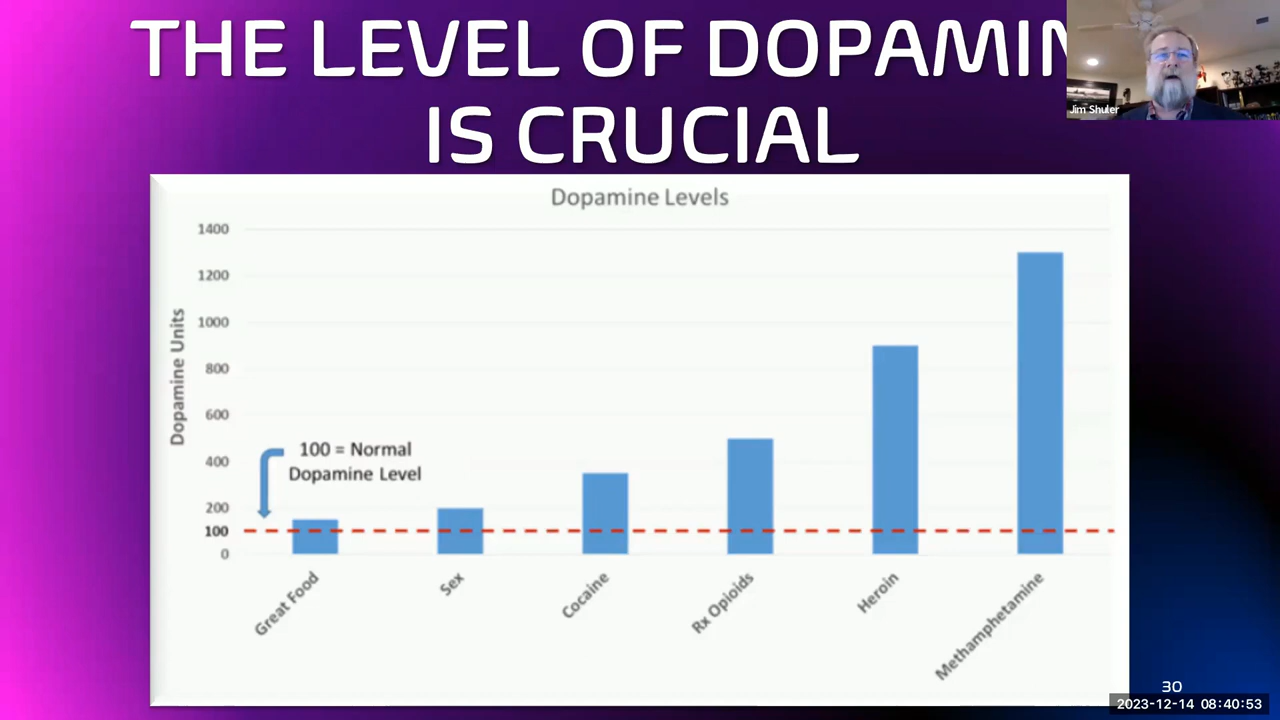 THE LEVEL OF DOPAMIN
IS CRUCIAL
Jim Shuler
Dopamine Levels
Dopamine Units
1400
1200
1000
800
600
400
200
100
0
100 = Normal
Dopamine Level
Great Food
Sex
Cocaine
Rx Opioids
Heroin
Methamphetamine
30
2023-12-14 08:40:53